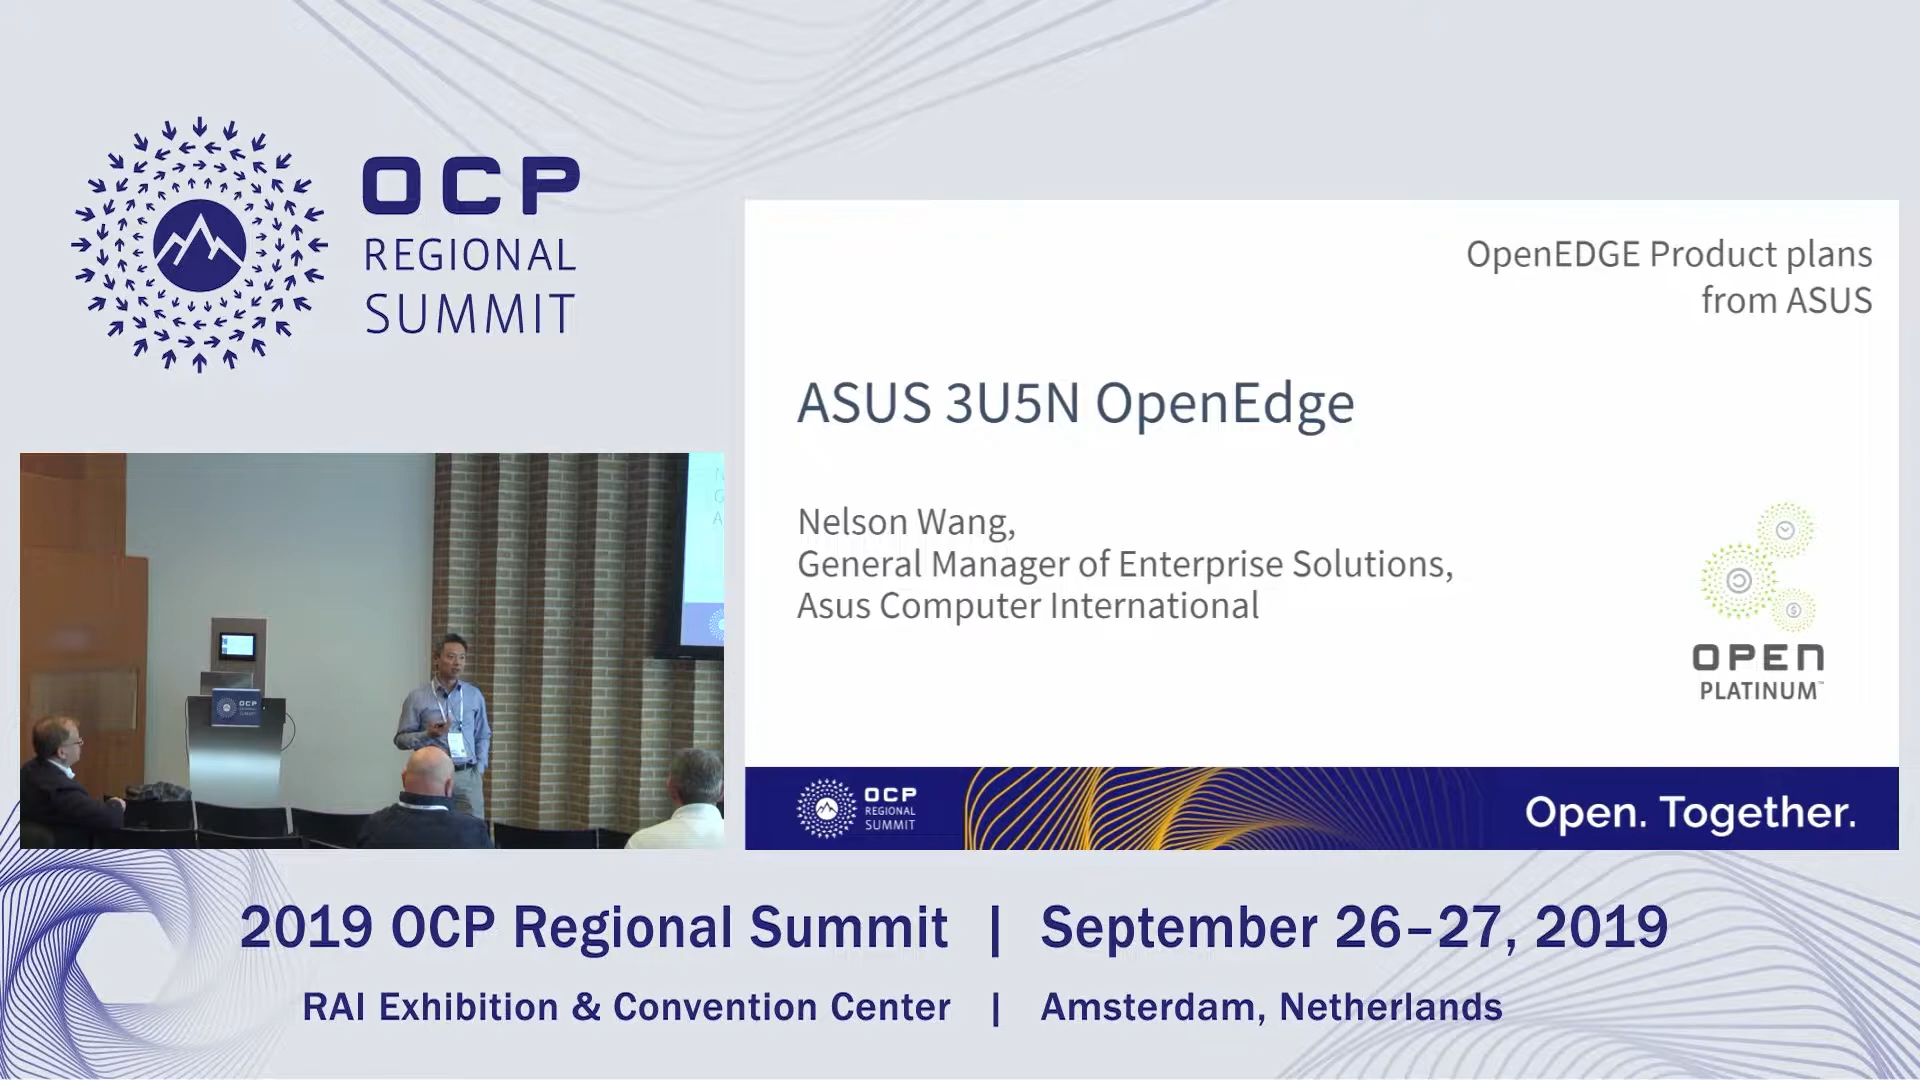 OCP
REGIONAL
SUMMIT
OpenEDGE Product plans
from ASUS
ASUS 3U5N OpenEdge
Nelson Wang,
General Manager of Enterprise Solutions,
Asus Computer International
OPEN
PLATINUM™
OCP
REGIONAL
SUMMIT
Open. Together.
OCP
2019 OCP Regional Summit | September 26–27, 2019
RAI Exhibition & Convention Center | Amsterdam, Netherlands